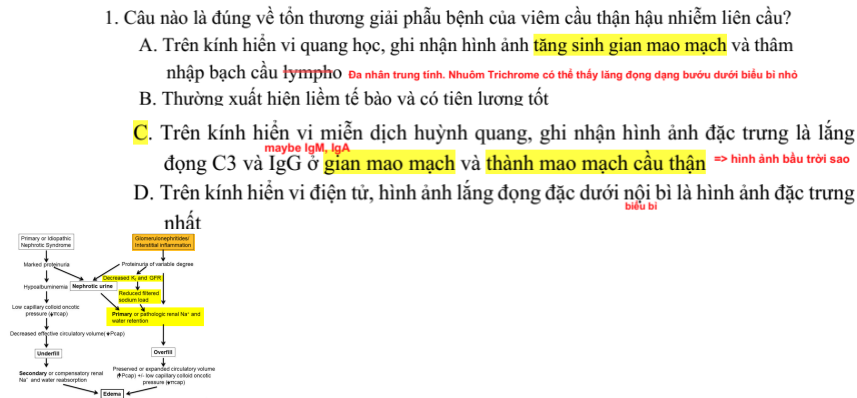 1. Câu nào là đúng về tổn thương giải phẫu bệnh của viêm cầu thận hậu nhiễm liên cầu?
A. Trên kính hiển vi quang học, ghi nhận hình ảnh tăng sinh gian mao mạch và thâm
nhập bạch cầu lympho Đa nhân trung tính. Nhuộm Trichrome có thể thấy lăng đọng dạng bướu dưới biểu bì nhỏ
B. Thường xuất hiện liềm tế bào và có tiên lượng tốt
C. Trên kính hiển vi miễn dịch huỳnh quang, ghi nhận hình ảnh đặc trưng là lắng
maybe IgM, IgA
đọng C3 và IgG ở gian mao mạch và thành mao mạch cầu thận => hình ảnh bầu trời sao
D. Trên kính hiển vi điện tử, hình ảnh lắng đọng đặc dưới nội bì là hình ảnh đặc trưng
biểu bì
nhất
Primary or Idiopathic
Nephrotic Syndrome
Glomerulonephritides/
Interstitial inflammation
Marked proteinuria
Proteinuria of variable degree
Decreased Kf and GFR
Hypoalbuminemia
Nephrotic urine
Reduced filtered
sodium load
Low capillary colloid oncotic
pressure (↓πcap)
Primary or pathologic renal Na+ and
water retention
Decreased effective circulatory volume(↓Pcap)
Underfill
Overfill
Secondary or compensatory renal
Na+ and water reabsorption
Preserved or expanded circulatory volume
(↑Pcap) +/- low capillary colloid oncotic
pressure (↓πcap)
Edema